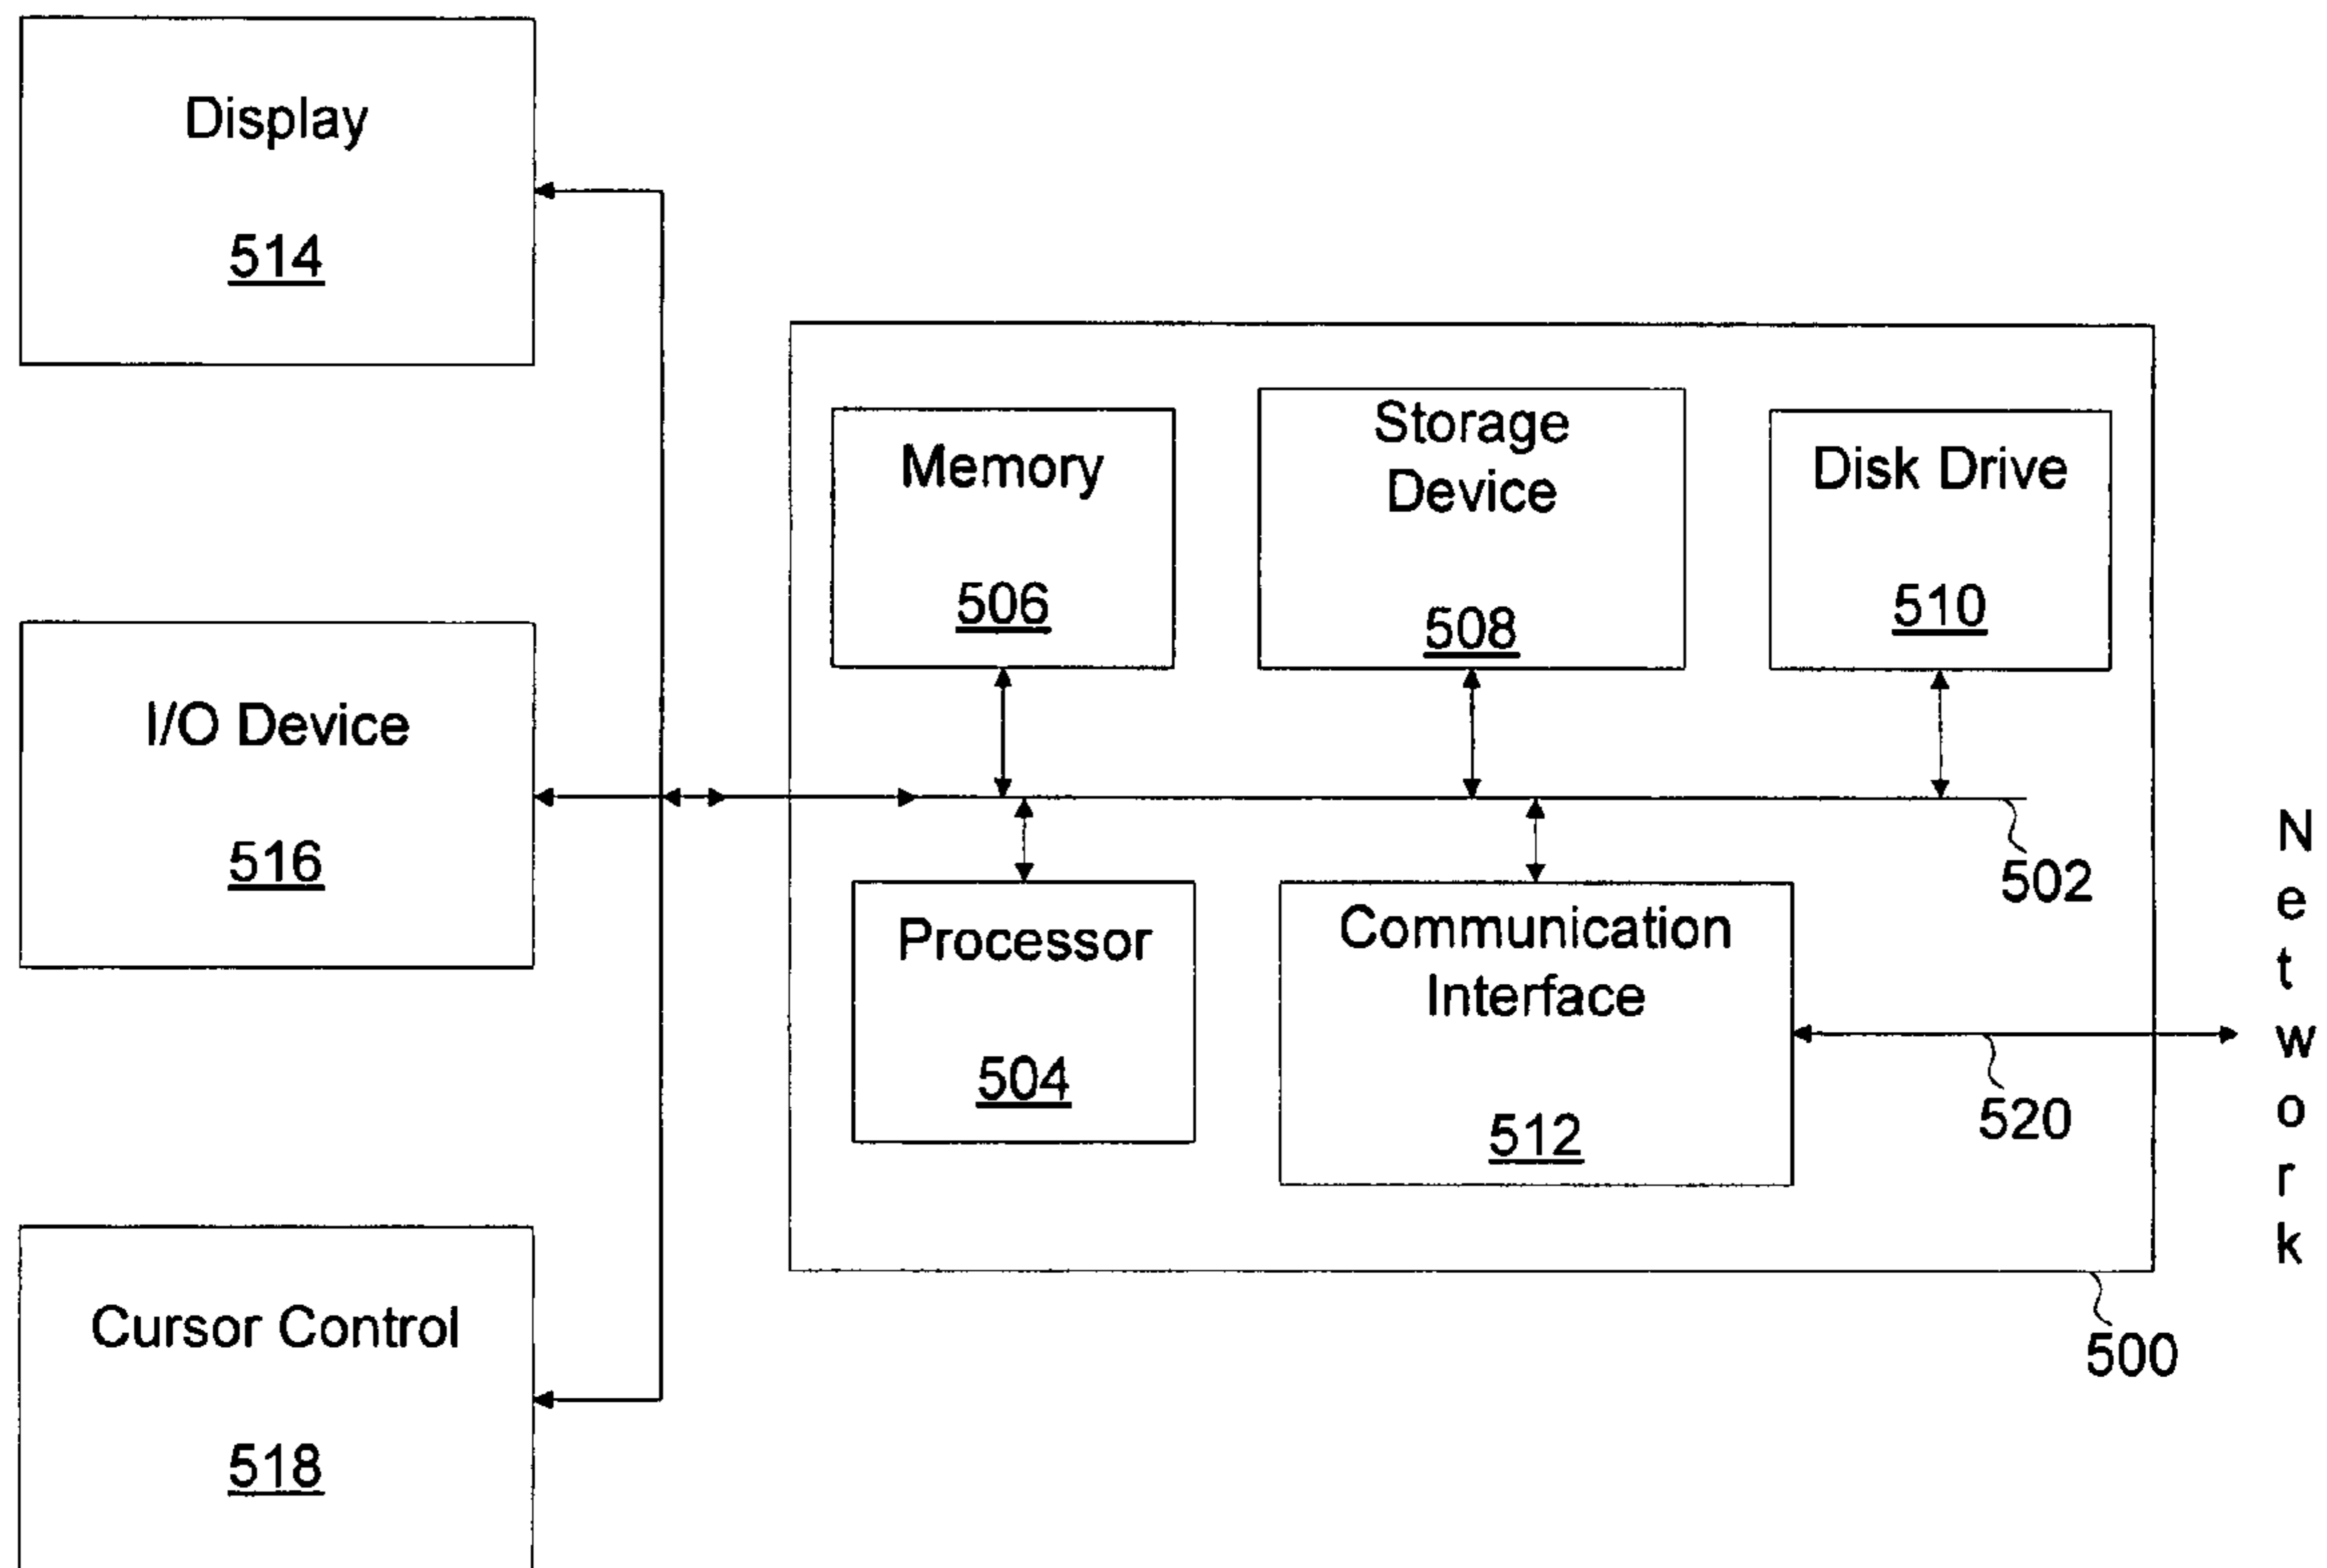 Display
514
I/O Device
516
Cursor Control
518
Memory
506
Storage
Device
508
Disk Drive
510
502
Processor
504
Communication
Interface
512
520
500
Network